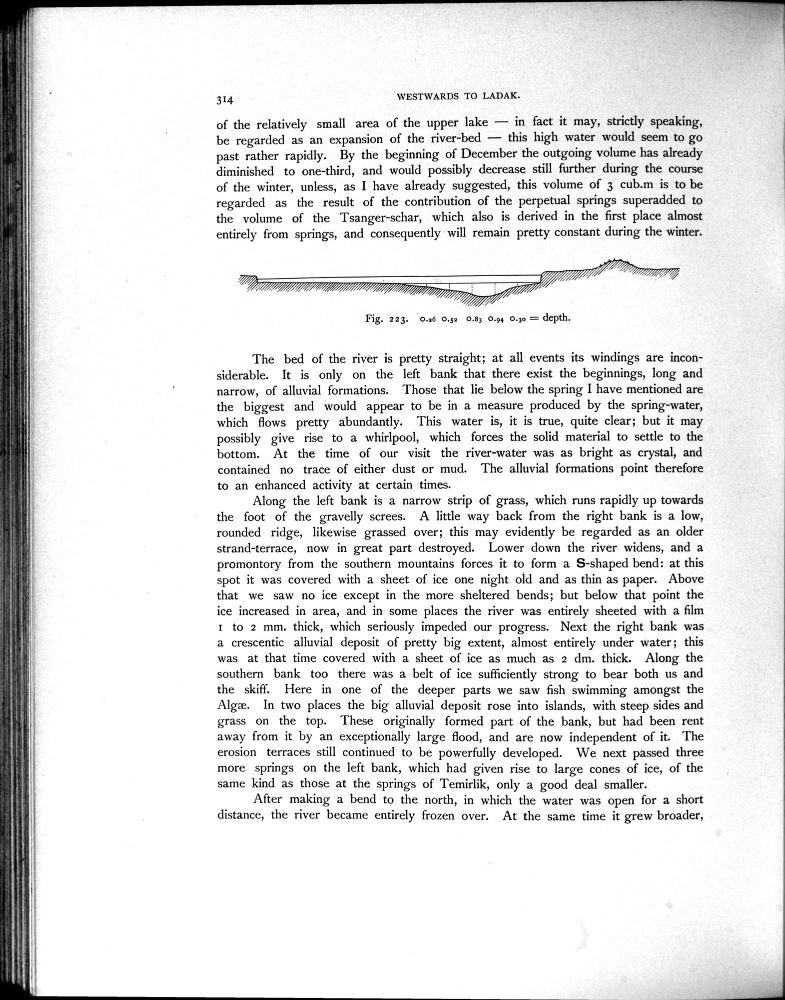 314
WESTWARDS TO LADAK.
of the relatively small area of the upper lake — in fact it may, strictly speaking,
be regarded as an expansion of the river-bed — this high water would seem to go
past rather rapidly. By the beginning of December the outgoing volume has already
diminished to one-third, and would possibly decrease still further during the course
of the winter, unless, as I have already suggested, this volume of 3 cub.m is to be
regarded as the result of the contribution of the perpetual springs superadded to
the volume of the Tsanger-schar, which also is derived in the first place almost
entirely from springs, and consequently will remain pretty constant during the winter.
Fig. 223. 0.26 0.52 0.83 0.94 0.30 = depth.
The bed of the river is pretty straight; at all events its windings are incon-
siderable. It is only on the left bank that there exist the beginnings, long and
narrow, of alluvial formations. Those that lie below the spring I have mentioned are
the biggest and would appear to be in a measure produced by the spring-water,
which flows pretty abundantly. This water is, it is true, quite clear; but it may
possibly give rise to a whirlpool, which forces the solid material to settle to the
bottom. At the time of our visit the river-water was as bright as crystal, and
contained no trace of either dust or mud. The alluvial formations point therefore
to an enhanced activity at certain times.
Along the left bank is a narrow strip of grass, which runs rapidly up towards
the foot of the gravelly screes. A little way back from the right bank is a low,
rounded ridge, likewise grassed over; this may evidently be regarded as an older
strand-terrace, now in great part destroyed. Lower down the river widens, and a
promontory from the southern mountains forces it to form a S-shaped bend: at this
spot it was covered with a sheet of ice one night old and as thin as paper. Above
that we saw no ice except in the more sheltered bends; but below that point the
ice increased in area, and in some places the river was entirely sheeted with a film
1 to 2 mm. thick, which seriously impeded our progress. Next the right bank was
a crescentic alluvial deposit of pretty big extent, almost entirely under water; this
was at that time covered with a sheet of ice as much as 2 dm. thick. Along the
southern bank too there was a belt of ice sufficiently strong to bear both us and
the skiff. Here in one of the deeper parts we saw fish swimming amongst the
Algæ. In two places the big alluvial deposit rose into islands, with steep sides and
grass on the top. These originally formed part of the bank, but had been rent
away from it by an exceptionally large flood, and are now independent of it. The
erosion terraces still continued to be powerfully developed. We next passed three
more springs on the left bank, which had given rise to large cones of ice, of the
same kind as those at the springs of Temirlik, only a good deal smaller.
After making a bend to the north, in which the water was open for a short
distance, the river became entirely frozen over. At the same time it grew broader,